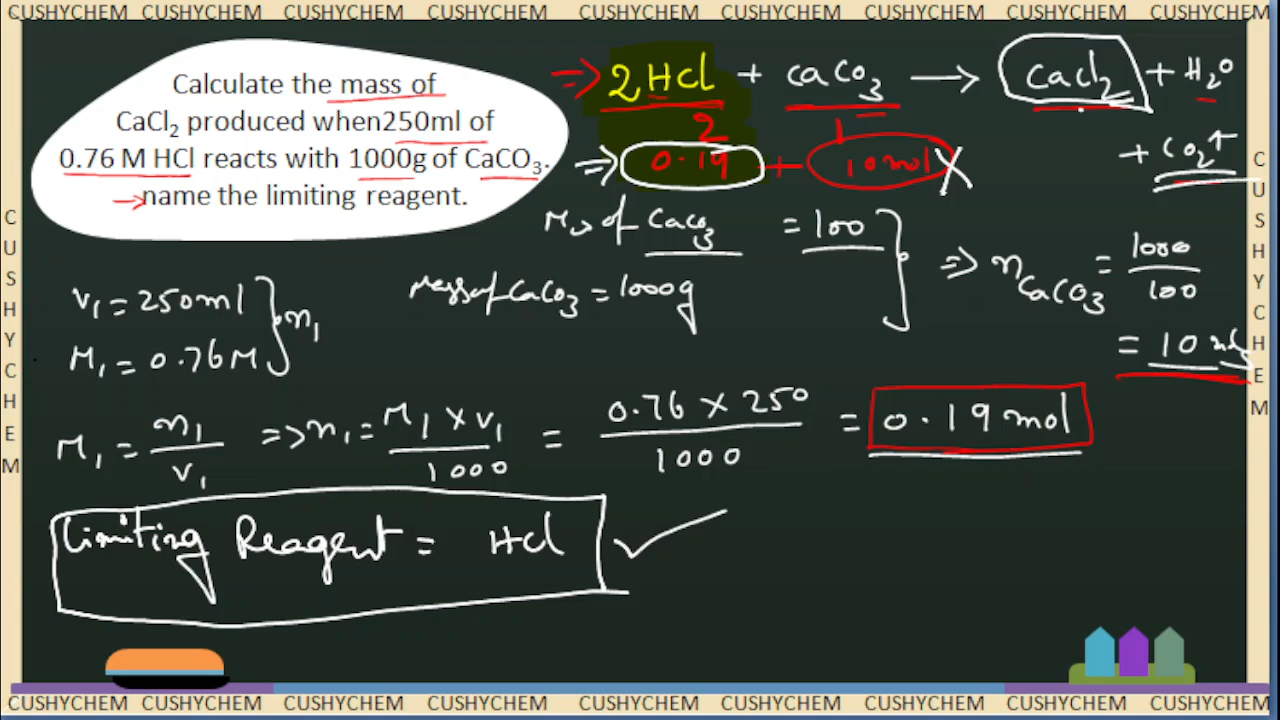 CUSHYCHEM CUSHYCHEM CUSHYCHEM CUSHYCHEM CUSHYCHEM CUSHYCHEM CUSHYCHEM CUSHYCHEM CUSHYCHEM
Calculate the mass of
CaCl₂ produced when250ml of
0.76 M HCl reacts with 1000g of CaCO₃.
name the limiting reagent.
⇒ 2HCl + CaCO₃ → CaCl₂ + H₂O
+ CO₂↑
2 1
⇒ 0.19 + 10mol X
of CaCO₃ = 100
Mass of CaCO₃ = 1000g
⇒ n CaCO₃ = 1000/100
= 10
V₁ = 250ml } n₁
M₁ = 0.76M
M₁ = n₁/V₁ ⇒ n₁ = M₁ × V₁/1000 = 0.76 × 250/1000 = 0.19 mol
Limiting Reagent = HCl ✓
CUSHYCHEM
CUSHYCHEM
CUSHYCHEM CUSHYCHEM CUSHYCHEM CUSHYCHEM CUSHYCHEM CUSHYCHEM CUSHYCHEM CUSHYCHEM CUSHYCHEM